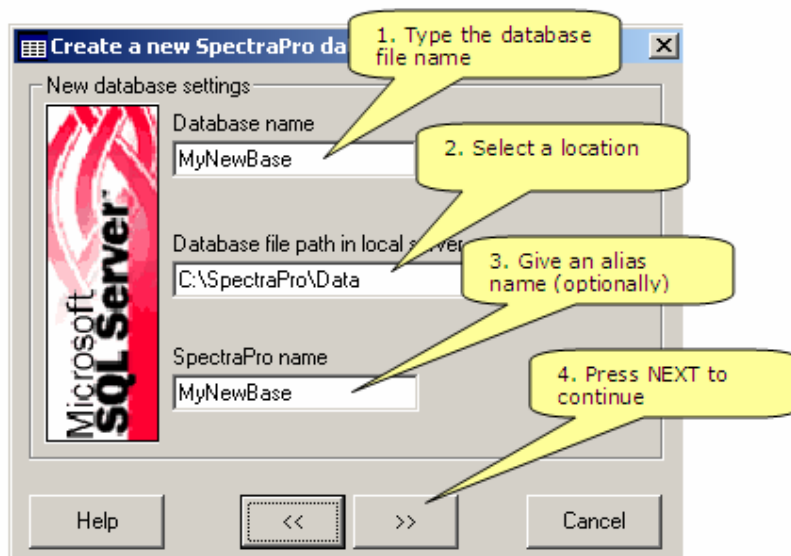 Create a new SpectraPro da
1. Type the database
file name
New database settings
Microsoft
SQL Server
Database name
MyNewBase
2. Select a location
Database file path in local server
C:\SpectraPro\Data
3. Give an alias
name (optionally)
SpectraPro name
MyNewBase
4. Press NEXT to
continue
Help
<<
>>
Cancel